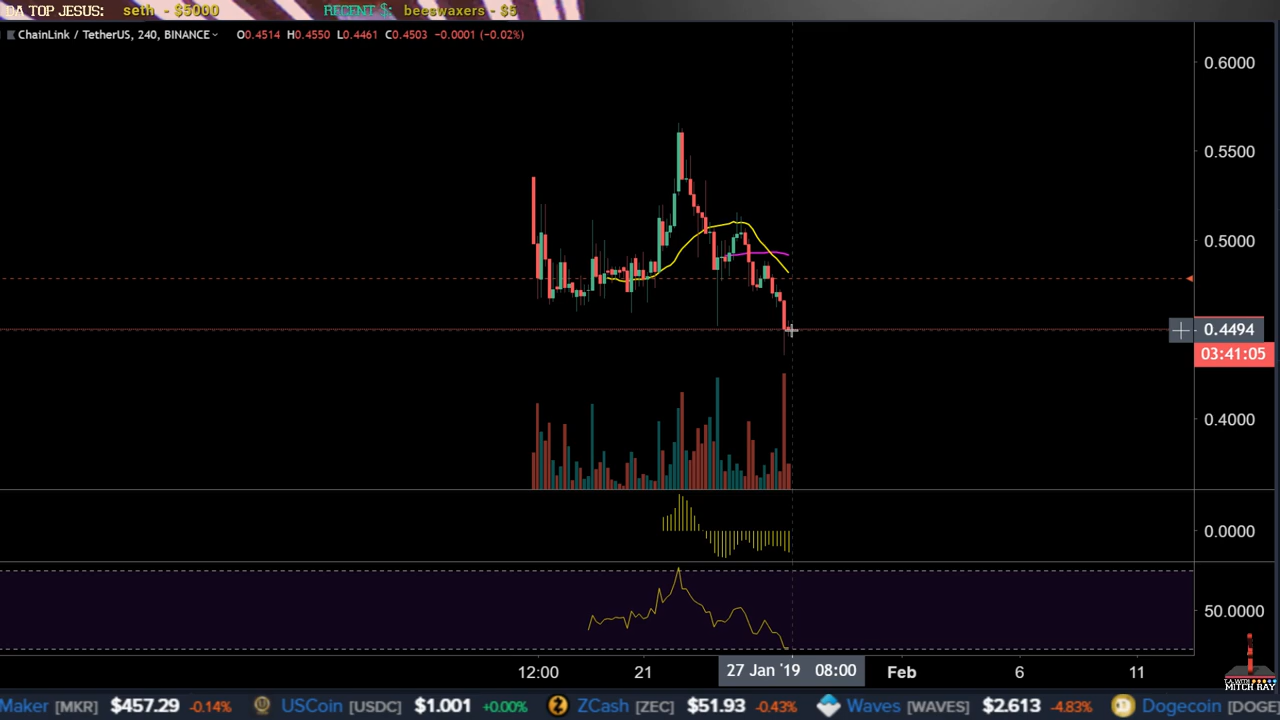 DA TOP JESUS: seth - $5000 RECENT $: beeswaxers - $5
ChainLink / TetherUS, 240, BINANCE O0.4514 H0.4550 L0.4461 C0.4503 −0.0001 (−0.02%)
0.6000
0.5500
0.5000
0.4494
03:41:05
0.4000
0.0000
50.0000
12:00 21 27 Jan '19 08:00 Feb 6 11
T.A. WITH
MITCH RAY
Maker [MKR] $457.29 -0.14% USCoin [USDC] $1.001 +0.00% ZCash [ZEC] $51.93 -0.43% Waves [WAVES] $2.613 -4.83% Dogecoin [DOGE